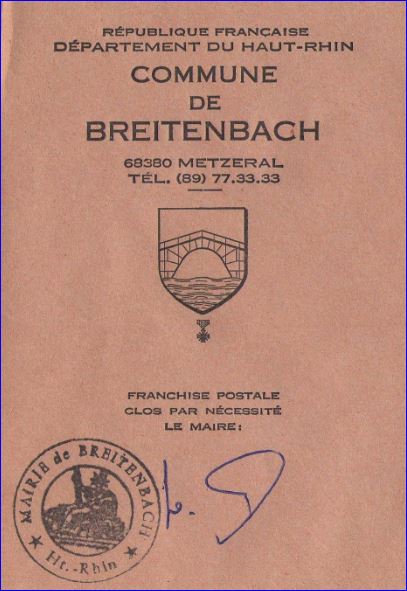 RÉPUBLIQUE FRANÇAISE
DÉPARTEMENT DU HAUT-RHIN
COMMUNE
DE
BREITENBACH
68380 METZERAL
TÉL. (89) 77.33.33
FRANCHISE POSTALE
CLOS PAR NÉCESSITÉ
LE MAIRE:
MAIRIE de BREITENBACH
Ht.-Rhin